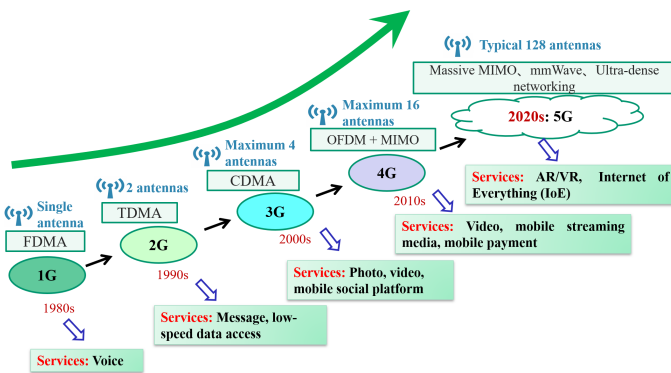 Single
antenna
FDMA
1G
1980s
Services: Voice
2 antennas
TDMA
2G
1990s
Services: Message, low-
speed data access
Maximum 4
antennas
CDMA
3G
2000s
Services: Photo, video,
mobile social platform
Maximum 16
antennas
OFDM + MIMO
4G
2010s
Services: Video, mobile streaming
media, mobile payment
Typical 128 antennas
Massive MIMO、mmWave、Ultra-dense
networking
2020s: 5G
Services: AR/VR, Internet of
Everything (IoE)